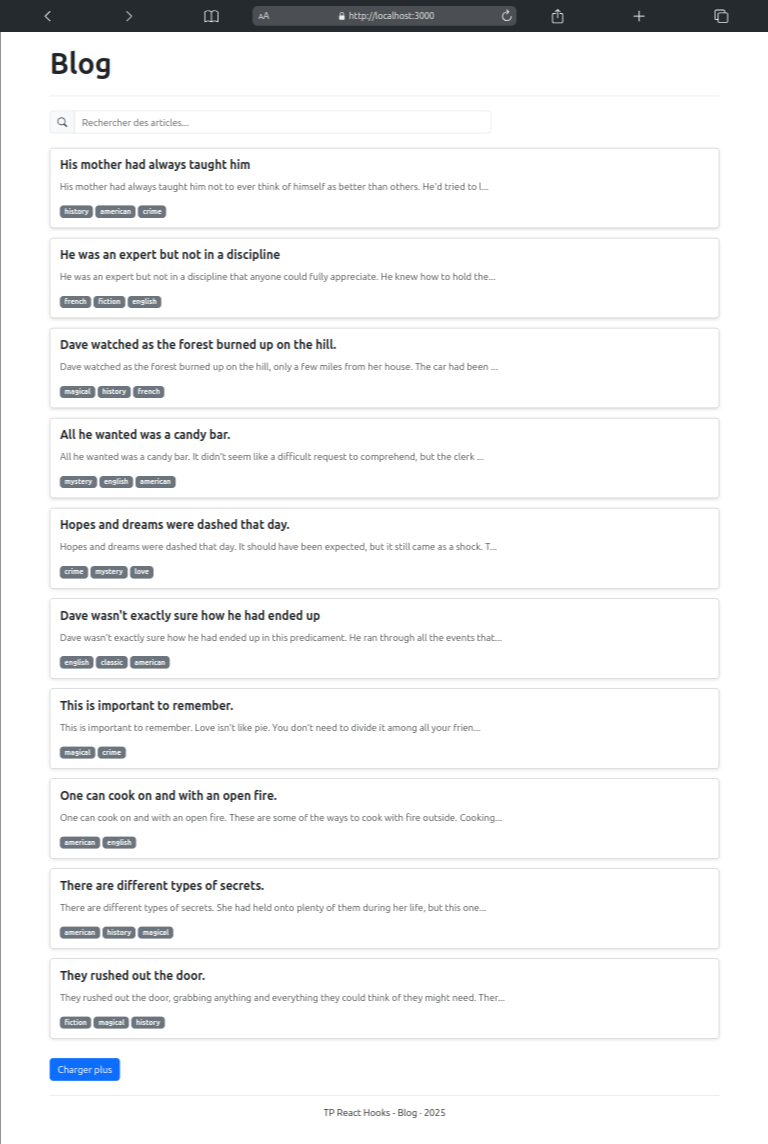 AA http://localhost:3000
Blog
Rechercher des articles...
His mother had always taught him
His mother had always taught him not to ever think of himself as better than others. He'd tried to l...
history american crime
He was an expert but not in a discipline
He was an expert but not in a discipline that anyone could fully appreciate. He knew how to hold the...
french fiction english
Dave watched as the forest burned up on the hill.
Dave watched as the forest burned up on the hill, only a few miles from her house. The car had been ...
magical history french
All he wanted was a candy bar.
All he wanted was a candy bar. It didn't seem like a difficult request to comprehend, but the clerk ...
mystery english american
Hopes and dreams were dashed that day.
Hopes and dreams were dashed that day. It should have been expected, but it still came as a shock. T...
crime mystery love
Dave wasn't exactly sure how he had ended up
Dave wasn't exactly sure how he had ended up in this predicament. He ran through all the events that...
english classic american
This is important to remember.
This is important to remember. Love isn't like pie. You don't need to divide it among all your frien...
magical crime
One can cook on and with an open fire.
One can cook on and with an open fire. These are some of the ways to cook with fire outside. Cooking...
american english
There are different types of secrets.
There are different types of secrets. She had held onto plenty of them during her life, but this one...
american history magical
They rushed out the door.
They rushed out the door, grabbing anything and everything they could think of they might need. Ther...
fiction magical history
Charger plus
TP React Hooks - Blog - 2025